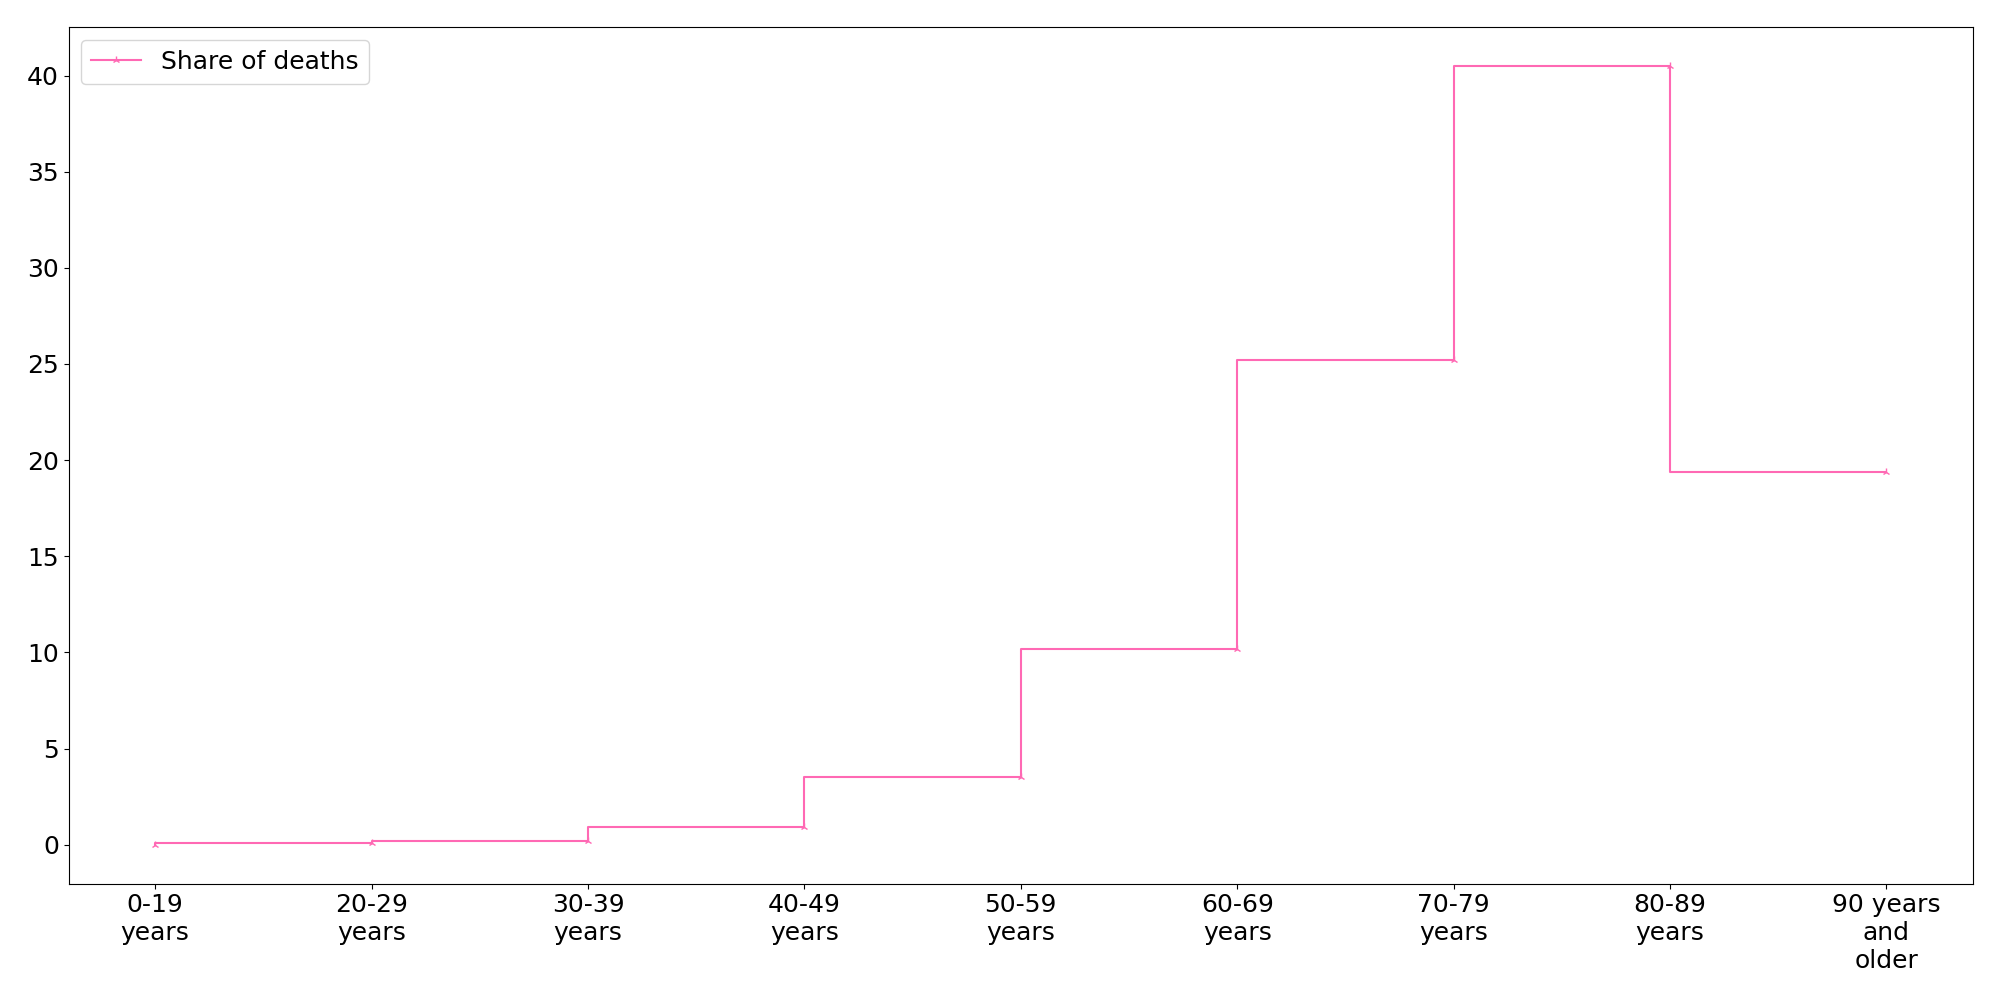 Share of deaths
40
35
30
25
20
15
10
5
0
0-19 years
20-29 years
30-39 years
40-49 years
50-59 years
60-69 years
70-79 years
80-89 years
90 years and older